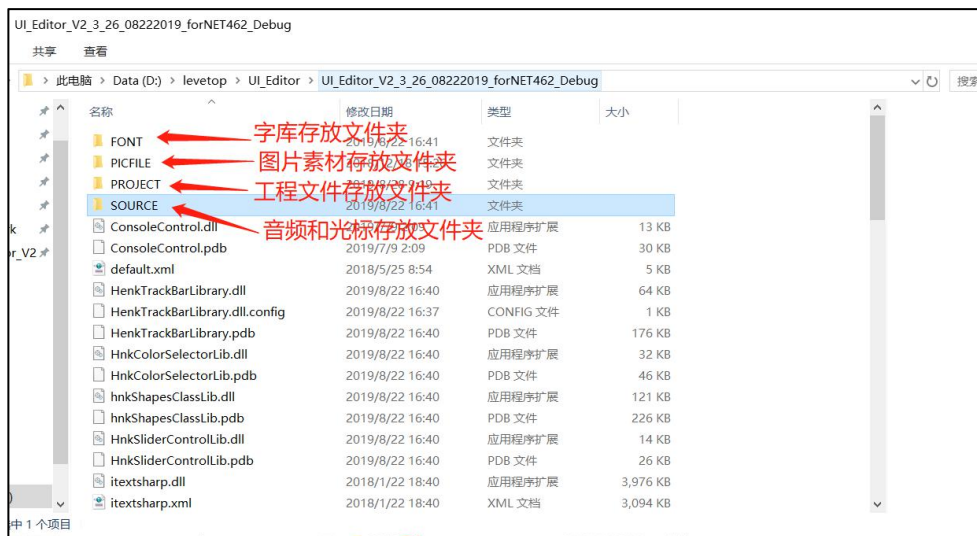 UI_Editor_V2_3_26_08222019_forNET462_Debug
共享 查看
> 此电脑 > Data (D:) > levetop > UI_Editor > UI_Editor_V2_3_26_08222019_forNET462_Debug
名称 修改日期 类型 大小
FONT 字库存放文件夹 2019/8/22 16:41 文件夹
PICFILE 图片素材存放文件夹 文件夹
PROJECT 工程文件存放文件夹 文件夹
SOURCE 2019/8/22 16:41 文件夹
ConsoleControl.dll 音频和光标存放文件夹 应用程序扩展 13 KB
ConsoleControl.pdb 2019/7/9 2:09 PDB 文件 30 KB
default.xml 2018/5/25 8:54 XML 文档 5 KB
HenkTrackBarLibrary.dll 2019/8/22 16:40 应用程序扩展 64 KB
HenkTrackBarLibrary.dll.config 2019/8/22 16:37 CONFIG 文件 1 KB
HenkTrackBarLibrary.pdb 2019/8/22 16:40 PDB 文件 176 KB
HnkColorSelectorLib.dll 2019/8/22 16:40 应用程序扩展 32 KB
HnkColorSelectorLib.pdb 2019/8/22 16:40 PDB 文件 46 KB
hnkShapesClassLib.dll 2019/8/22 16:40 应用程序扩展 121 KB
hnkShapesClassLib.pdb 2019/8/22 16:40 PDB 文件 226 KB
HnkSliderControlLib.dll 2019/8/22 16:40 应用程序扩展 14 KB
HnkSliderControlLib.pdb 2019/8/22 16:40 PDB 文件 26 KB
itextsharp.dll 2018/1/22 18:40 应用程序扩展 3,976 KB
itextsharp.xml 2018/1/22 18:40 XML 文档 3,094 KB
中 1 个项目